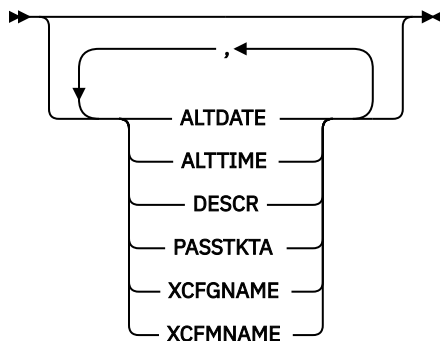 ,
ALTDATE
ALTTIME
DESCR
PASSTKTA
XCFGNAME
XCFMNAME